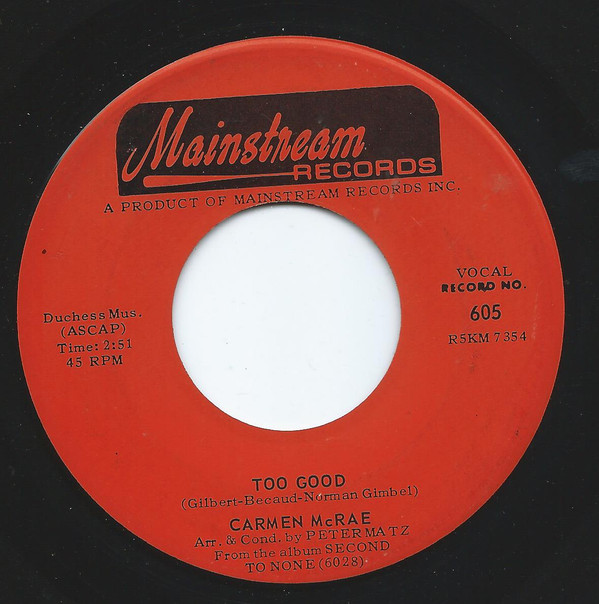 Mainstream
RECORDS
A PRODUCT OF MAINSTREAM RECORDS INC.
Duchess Mus.
(ASCAP)
Time: 2:51
45 RPM
VOCAL
RECORD NO.
605
R5KM 7354
TOO GOOD
(Gilbert-Becaud-Norman Gimbel)
CARMEN McRAE
Arr. & Cond. by PETER MATZ
From the album SECOND
TO NONE (6028)